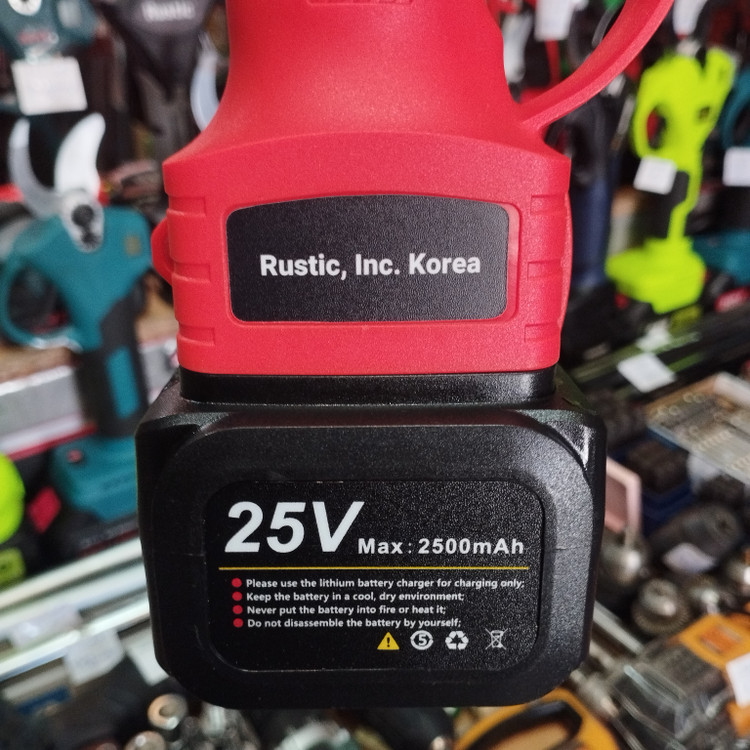 Rustic, Inc. Korea
25V Max: 2500mAh
Please use the lithium battery charger for charging only;
Keep the battery in a cool, dry environment;
Never put the battery into fire or heat it;
Do not disassemble the battery by yourself;
5